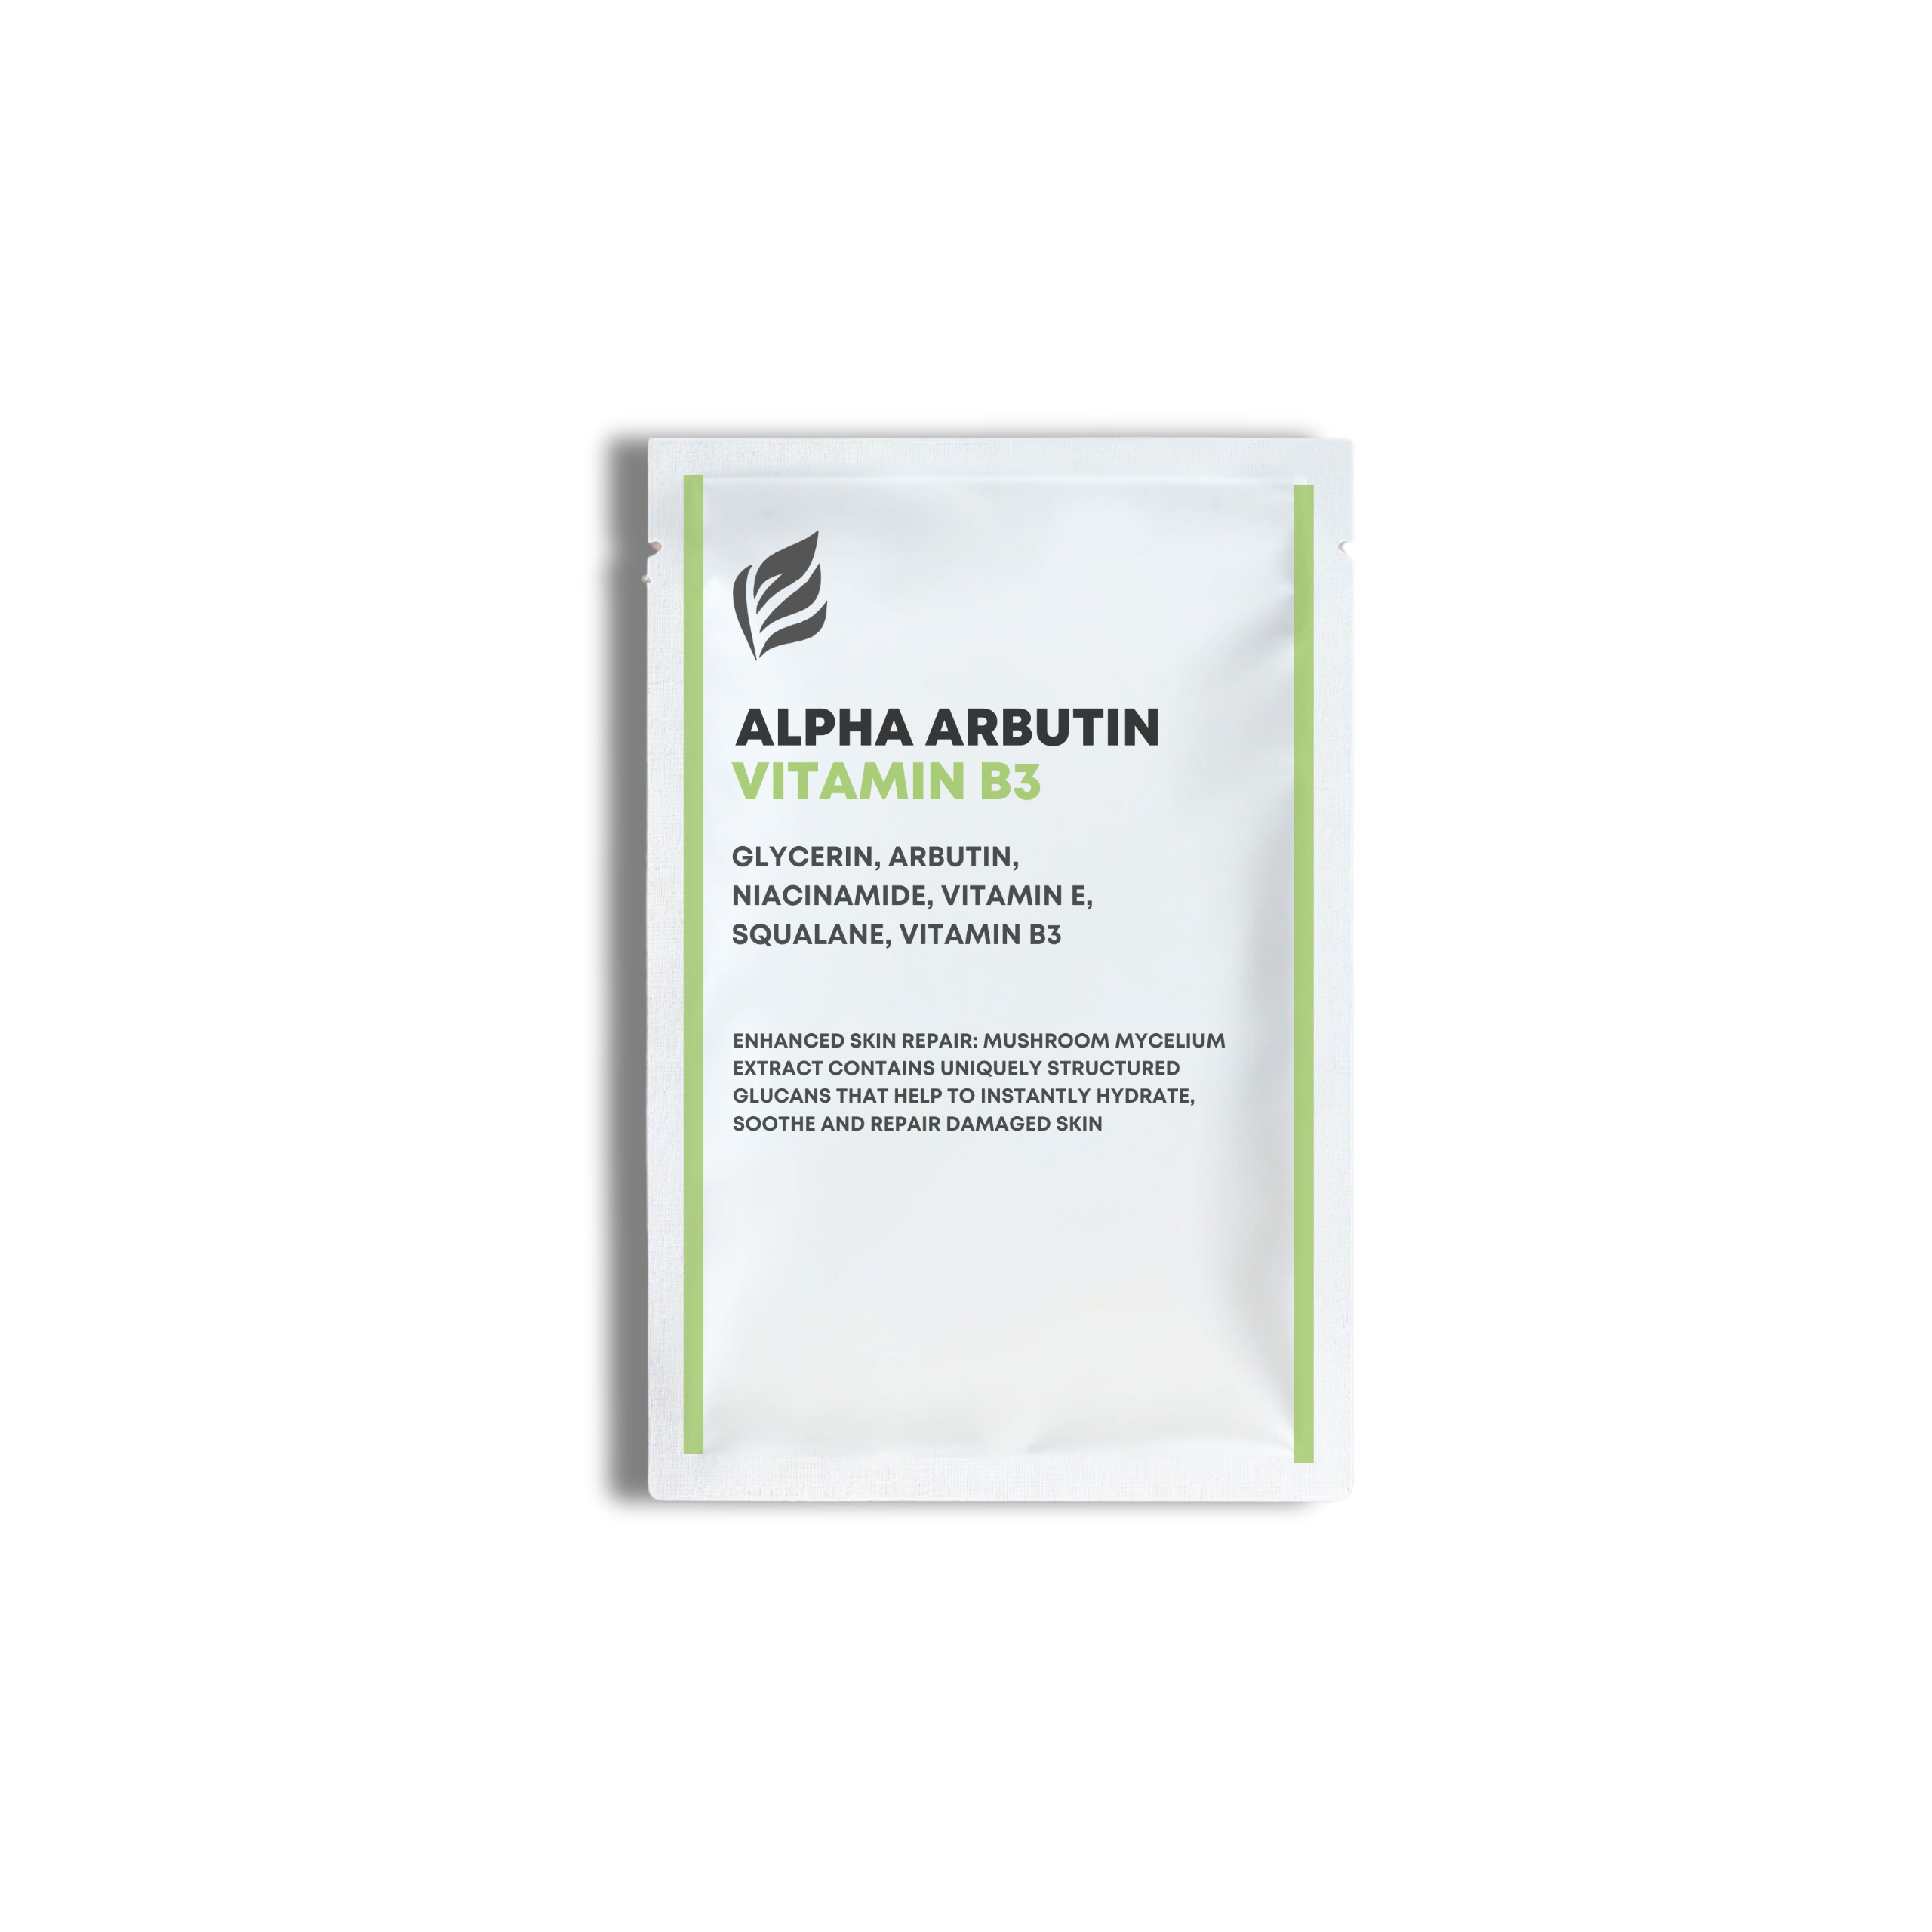 ALPHA ARBUTIN
VITAMIN B3
GLYCERIN, ARBUTIN,
NIACINAMIDE, VITAMIN E,
SQUALANE, VITAMIN B3
ENHANCED SKIN REPAIR: MUSHROOM MYCELIUM
EXTRACT CONTAINS UNIQUELY STRUCTURED
GLUCANS THAT HELP TO INSTANTLY HYDRATE,
SOOTHE AND REPAIR DAMAGED SKIN